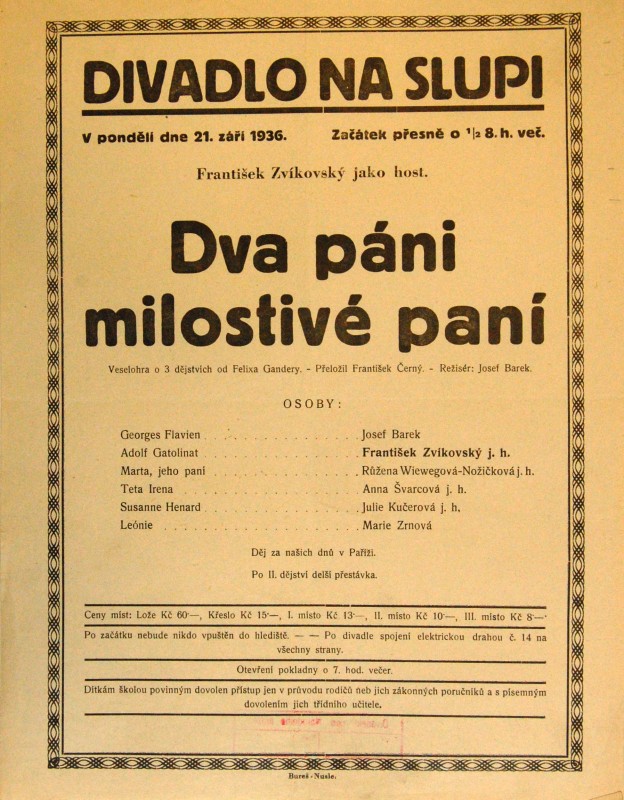 DIVADLO NA SLUPI
V pondělí dne 21. září 1936. Začátek přesně o ½ 8. h. več.
František Zvíkovský jako host.
Dva páni
milostivé paní
Veselohra o 3 dějstvich od Felixa Gandery. - Přeložil František Černý. - Režisér: Josef Barek.
OSOBY:
Georges Flavien . . . . . . . . . . . . . . . Josef Barek
Adolf Gatolinat . . . . . . . . . . . . . . . František Zvíkovský j. h.
Marta, jeho paní . . . . . . . . . . . . . . . Růžena Wiewegová-Nožičková j. h.
Teta Irena . . . . . . . . . . . . . . . Anna Švarcová j. h.
Susanne Henard . . . . . . . . . . . . . . . Julie Kučerová j. h,
Leónie . . . . . . . . . . . . . . . Marie Zrnová
Děj za našich dnů v Paříži.
Po II. dějství delší přestávka.
Ceny míst: Lože Kč 60·—, Křeslo Kč 15·—, I. místo Kč 13·—, II. místo Kč 10·—, III. místo Kč 8·—·
Po začátku nebude nikdo vpuštěn do hlediště. — — Po divadle spojení elektrickou drahou č. 14 na
všechny strany.
Otevření pokladny o 7. hod. večer.
Dítkám školou povinným dovolen přístup jen v průvodu rodičů neb jich zákonných poručníků a s písemným
dovolením jich třídního učitele.
Bureš - Nusle.